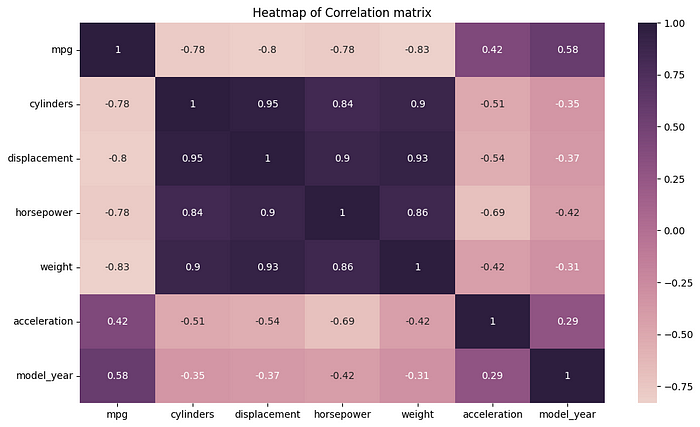 Heatmap of Correlation matrix
mpg 1 -0.78 -0.8 -0.78 -0.83 0.42 0.58
cylinders -0.78 1 0.95 0.84 0.9 -0.51 -0.35
displacement -0.8 0.95 1 0.9 0.93 -0.54 -0.37
horsepower -0.78 0.84 0.9 1 0.86 -0.69 -0.42
weight -0.83 0.9 0.93 0.86 1 -0.42 -0.31
acceleration 0.42 -0.51 -0.54 -0.69 -0.42 1 0.29
model_year 0.58 -0.35 -0.37 -0.42 -0.31 0.29 1
mpg cylinders displacement horsepower weight acceleration model_year
1.00
0.75
0.50
0.25
0.00
−0.25
−0.50
−0.75